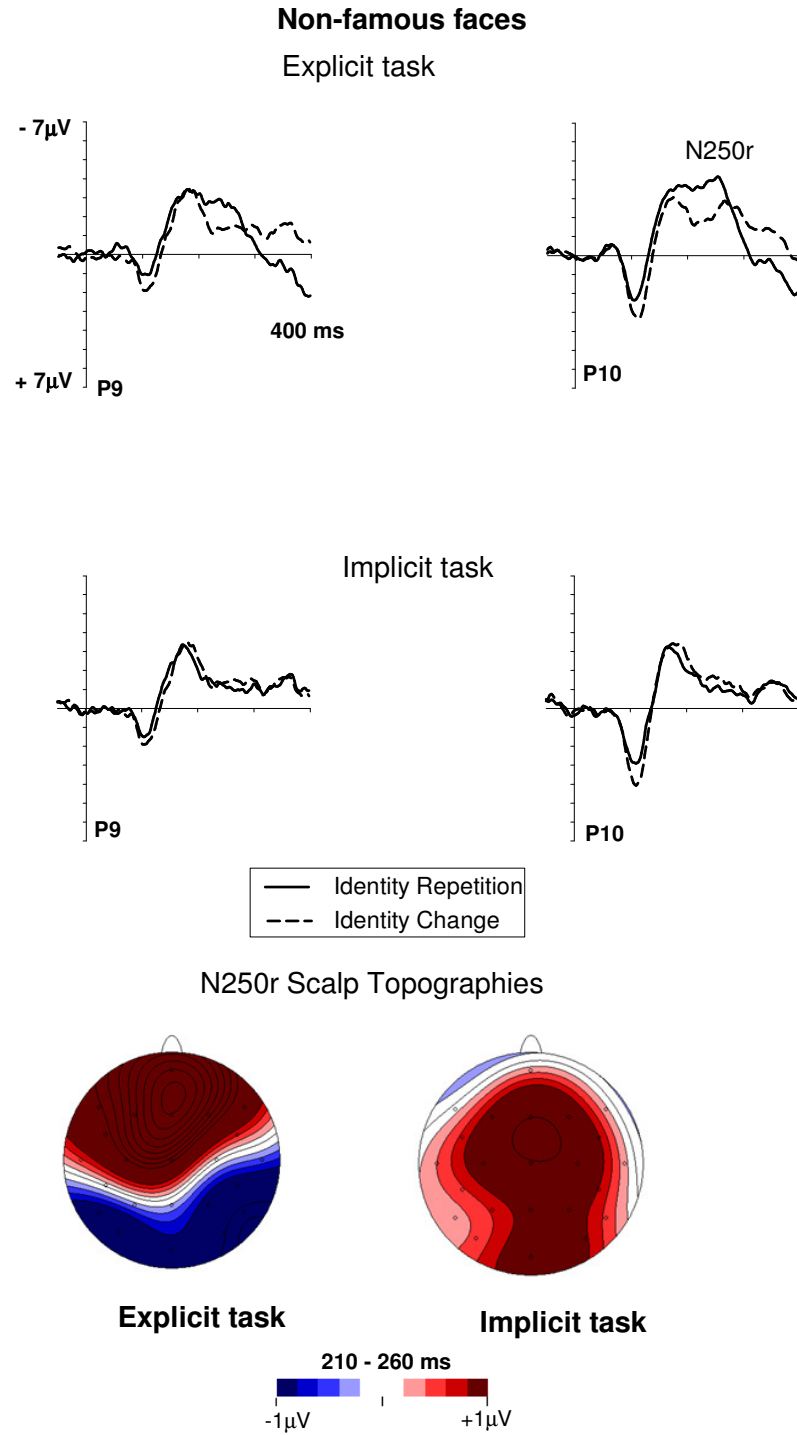 Non-famous faces
Explicit task
- 7μV
N250r
400 ms
+ 7μV
P9
P10
Implicit task
P9
P10
Identity Repetition
Identity Change
N250r Scalp Topographies
Explicit task
Implicit task
210 - 260 ms
-1μV
+1μV